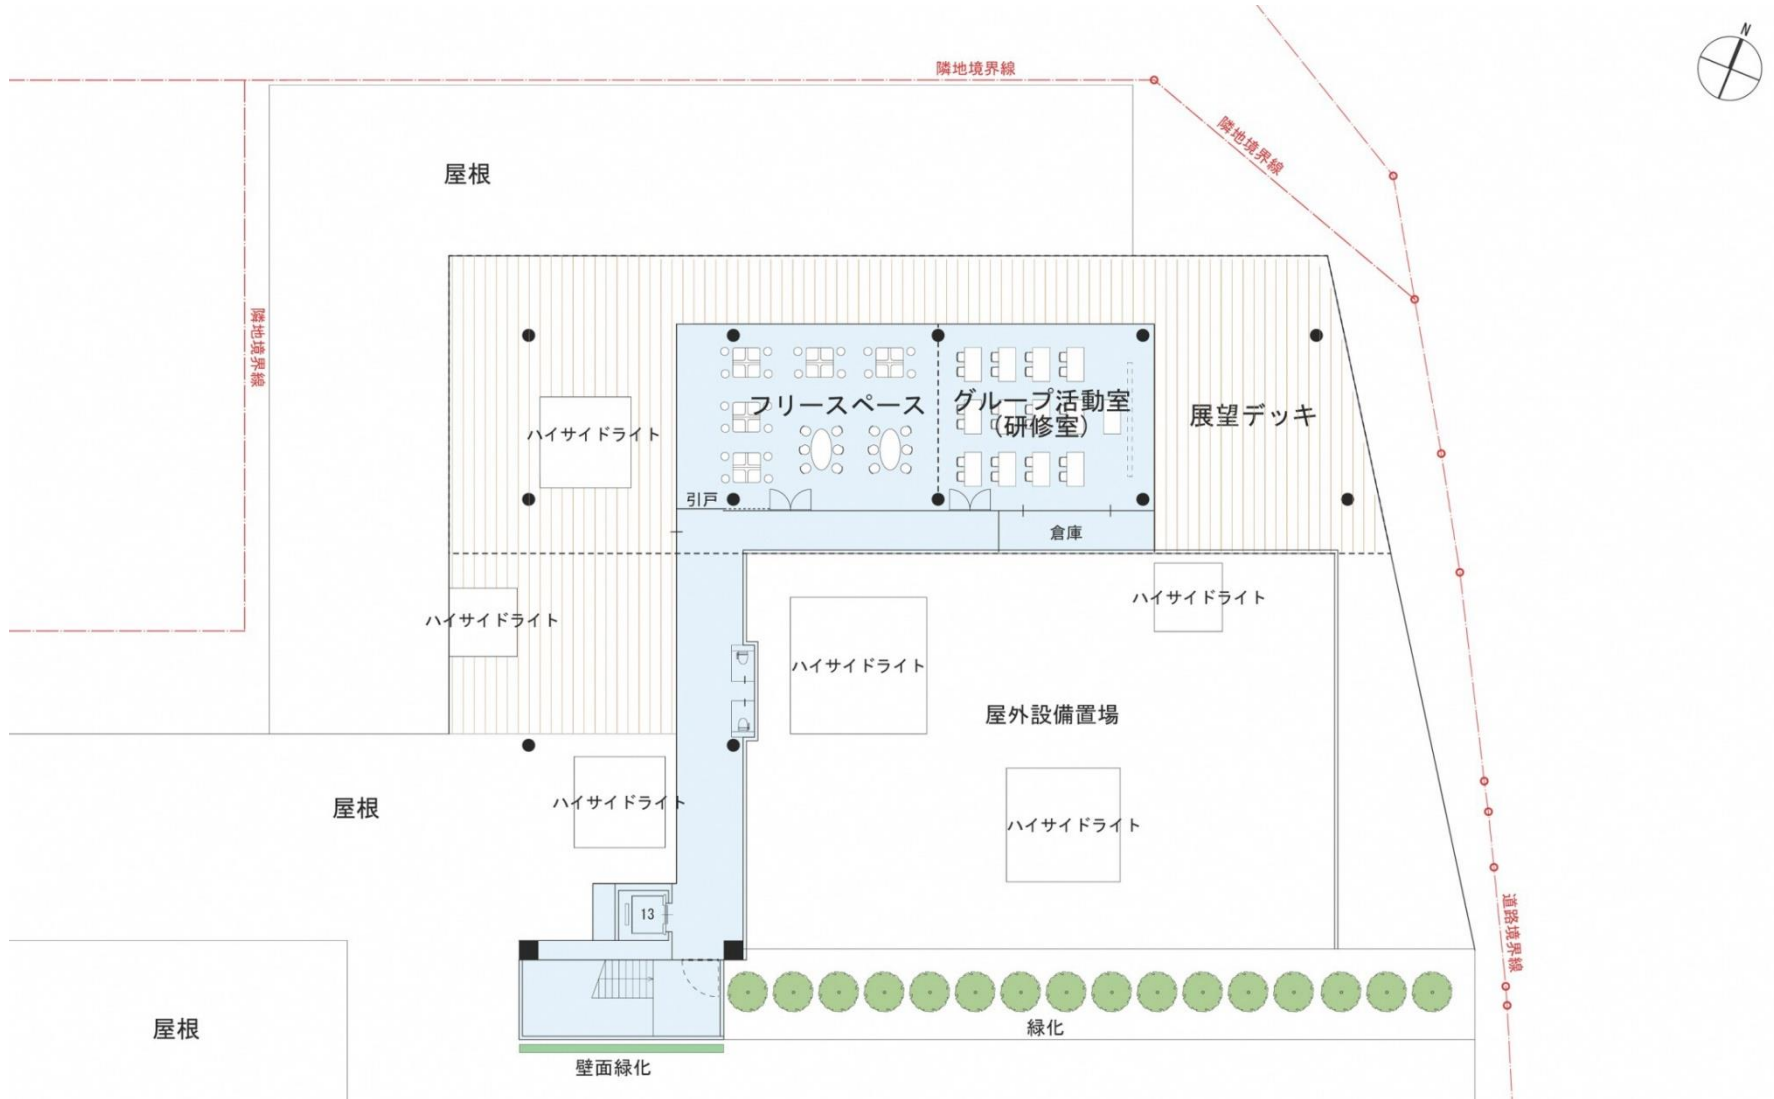 N
隣地境界線
隣地境界線
屋根
隣地境界線
フリースペース
グループ活動室
(研修室)
展望デッキ
ハイサイドライト
引戸
倉庫
ハイサイドライト
ハイサイドライト
ハイサイドライト
屋外設備置場
ハイサイドライト
屋根
ハイサイドライト
13
道路境界線
屋根
緑化
壁面緑化